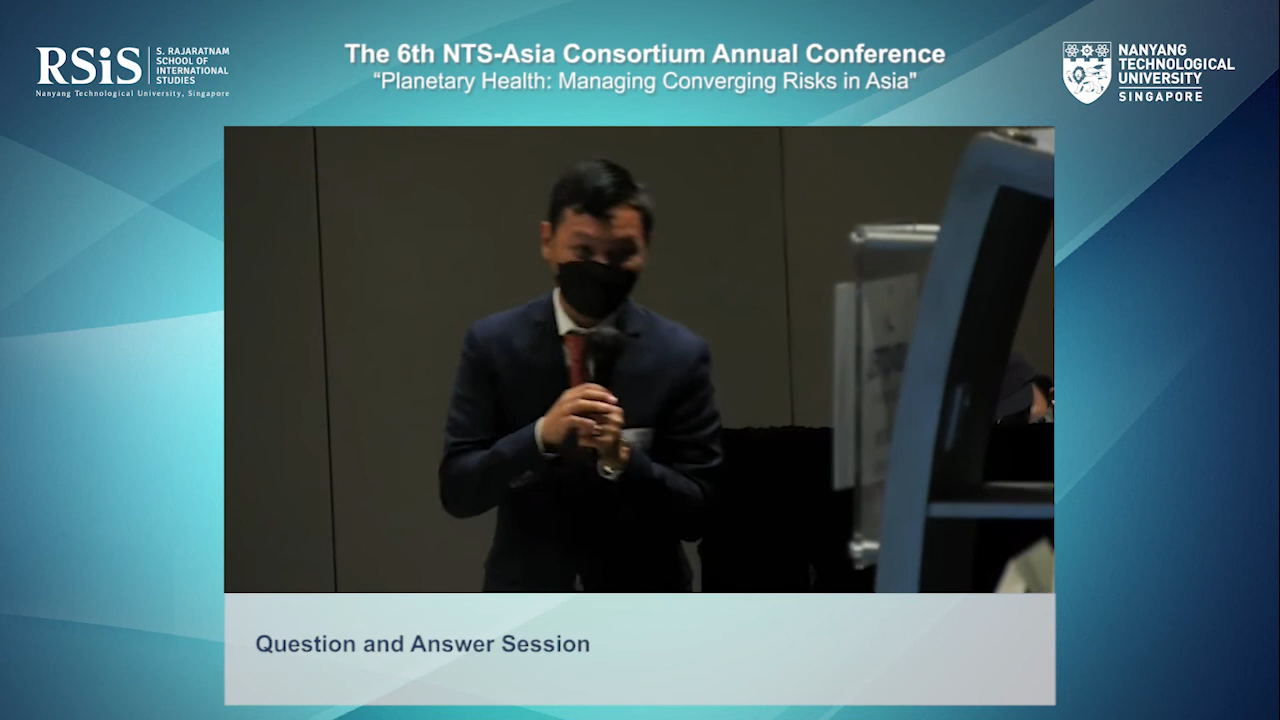 RSiS
S. RAJARATNAM
SCHOOL OF
INTERNATIONAL
STUDIES
Nanyang Technological University, Singapore
The 6th NTS-Asia Consortium Annual Conference
“Planetary Health: Managing Converging Risks in Asia"
NANYANG
TECHNOLOGICAL
UNIVERSITY
SINGAPORE
Question and Answer Session